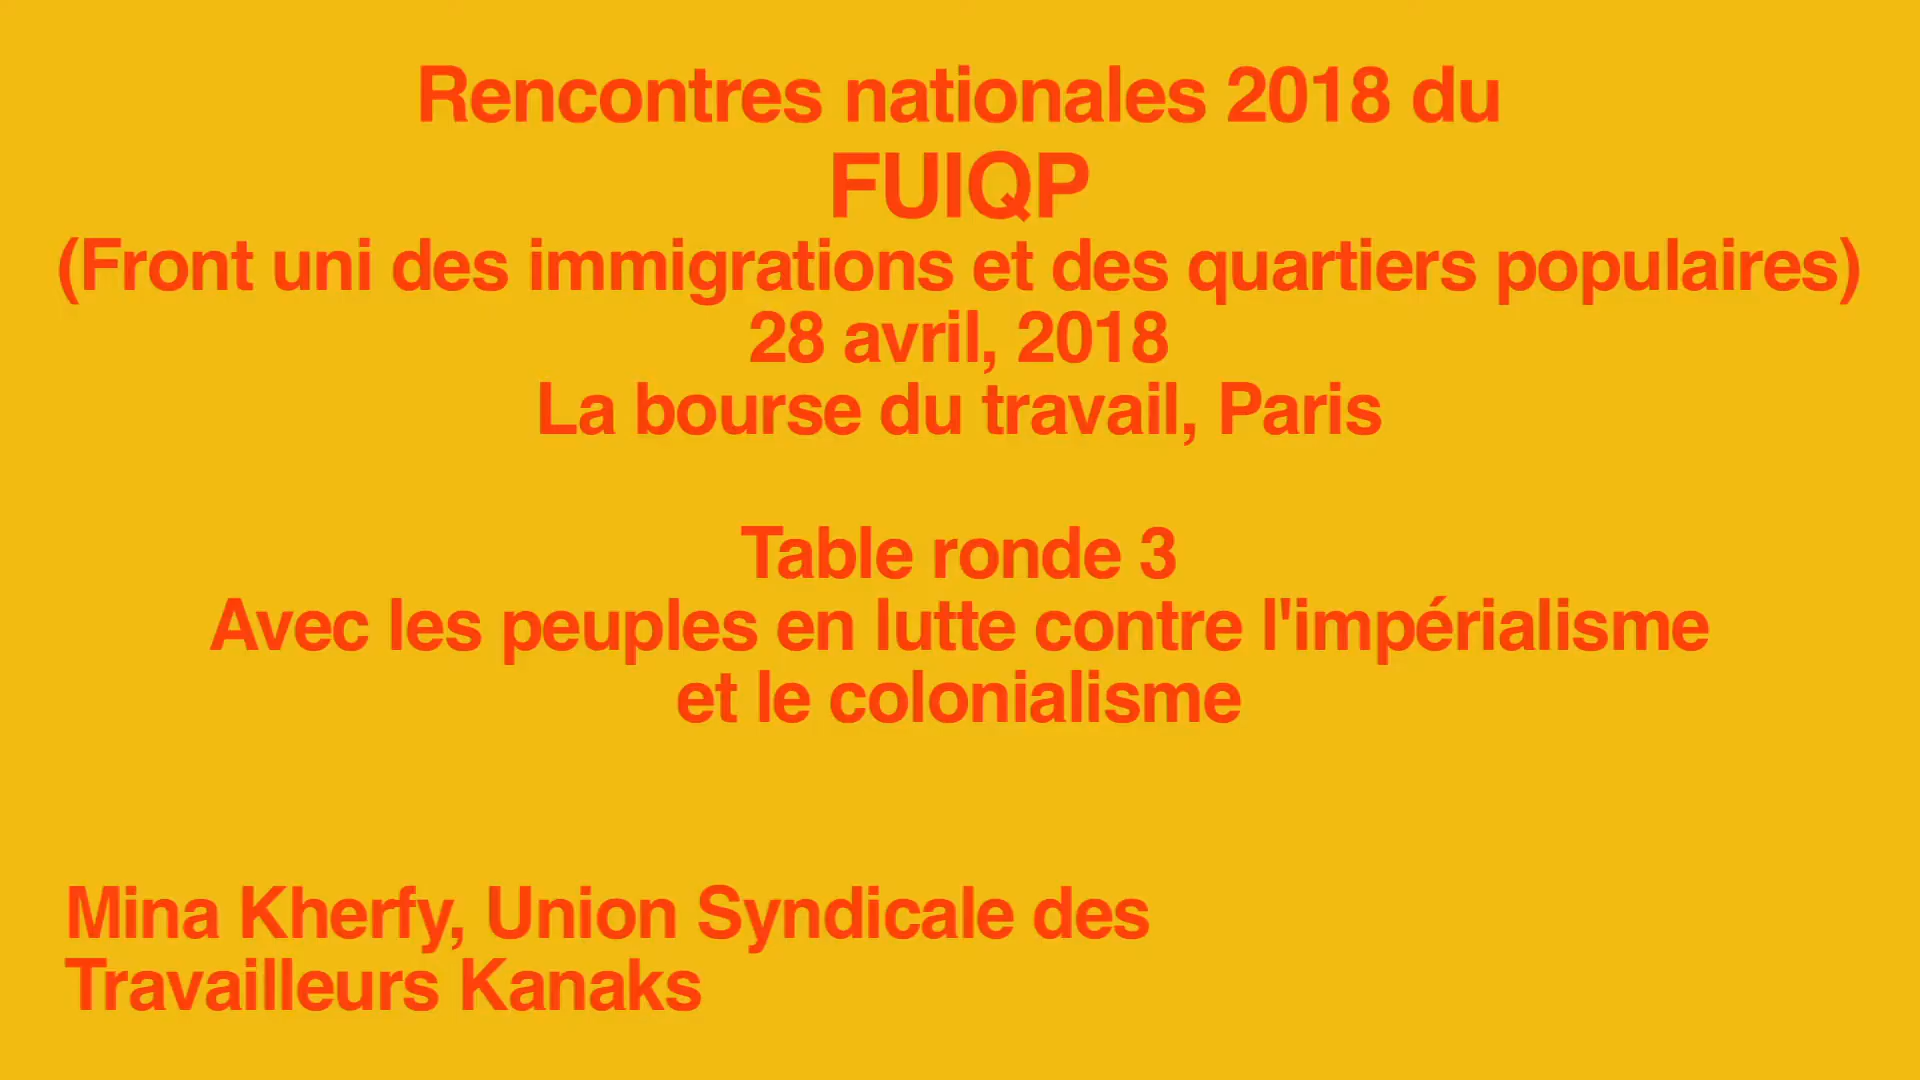 Rencontres nationales 2018 du
FUIQP
(Front uni des immigrations et des quartiers populaires)
28 avril, 2018
La bourse du travail, Paris
Table ronde 3
Avec les peuples en lutte contre l'impérialisme
et le colonialisme
Mina Kherfy, Union Syndicale des
Travailleurs Kanaks